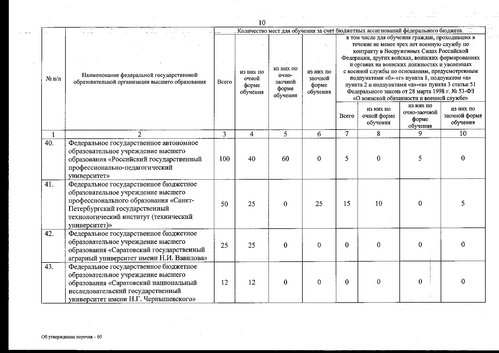 10
Количество мест для обучения за счет бюджетных ассигнований федерального бюджета
№ п/п
Наименование федеральной государственной
образовательной организации высшего образования
Всего
из них по
очной
форме
обучения
из них по
очно-
заочной
форме
обучения
из них по
заочной
форме
обучения
в том числе для обучения граждан, проходивших в
течение не менее трех лет военную службу по
контракту в Вооруженных Силах Российской
Федерации, других войсках, воинских формированиях
и органах на воинских должностях и уволенных
с военной службы по основаниям, предусмотренным
подпунктами «б»-«г» пункта 1, подпунктом «а»
пункта 2 и подпунктами «а»-«в» пункта 3 статьи 51
Федерального закона от 28 марта 1998 г. № 53-ФЗ
«О воинской обязанности и военной службе»
Всего
из них по
очной форме
обучения
из них по
очно-заочной
форме
обучения
из них по
заочной форме
обучения
1 2 3 4 5 6 7 8 9 10
40. Федеральное государственное автономное
образовательное учреждение высшего
образования «Российский государственный
профессионально-педагогический
университет»
100 40 60 0 5 0 5 0
41. Федеральное государственное бюджетное
образовательное учреждение высшего
профессионального образования «Санкт-
Петербургский государственный
технологический институт (технический
университет)»
50 25 0 25 15 10 0 5
42. Федеральное государственное бюджетное
образовательное учреждение высшего
образования «Саратовский государственный
аграрный университет имени Н.И. Вавилова»
25 25 0 0 0 0 0 0
43. Федеральное государственное бюджетное
образовательное учреждение высшего
образования «Саратовский национальный
исследовательский государственный
университет имени Н.Г. Чернышевского»
12 12 0 0 0 0 0 0
Об утверждении перечня – 05